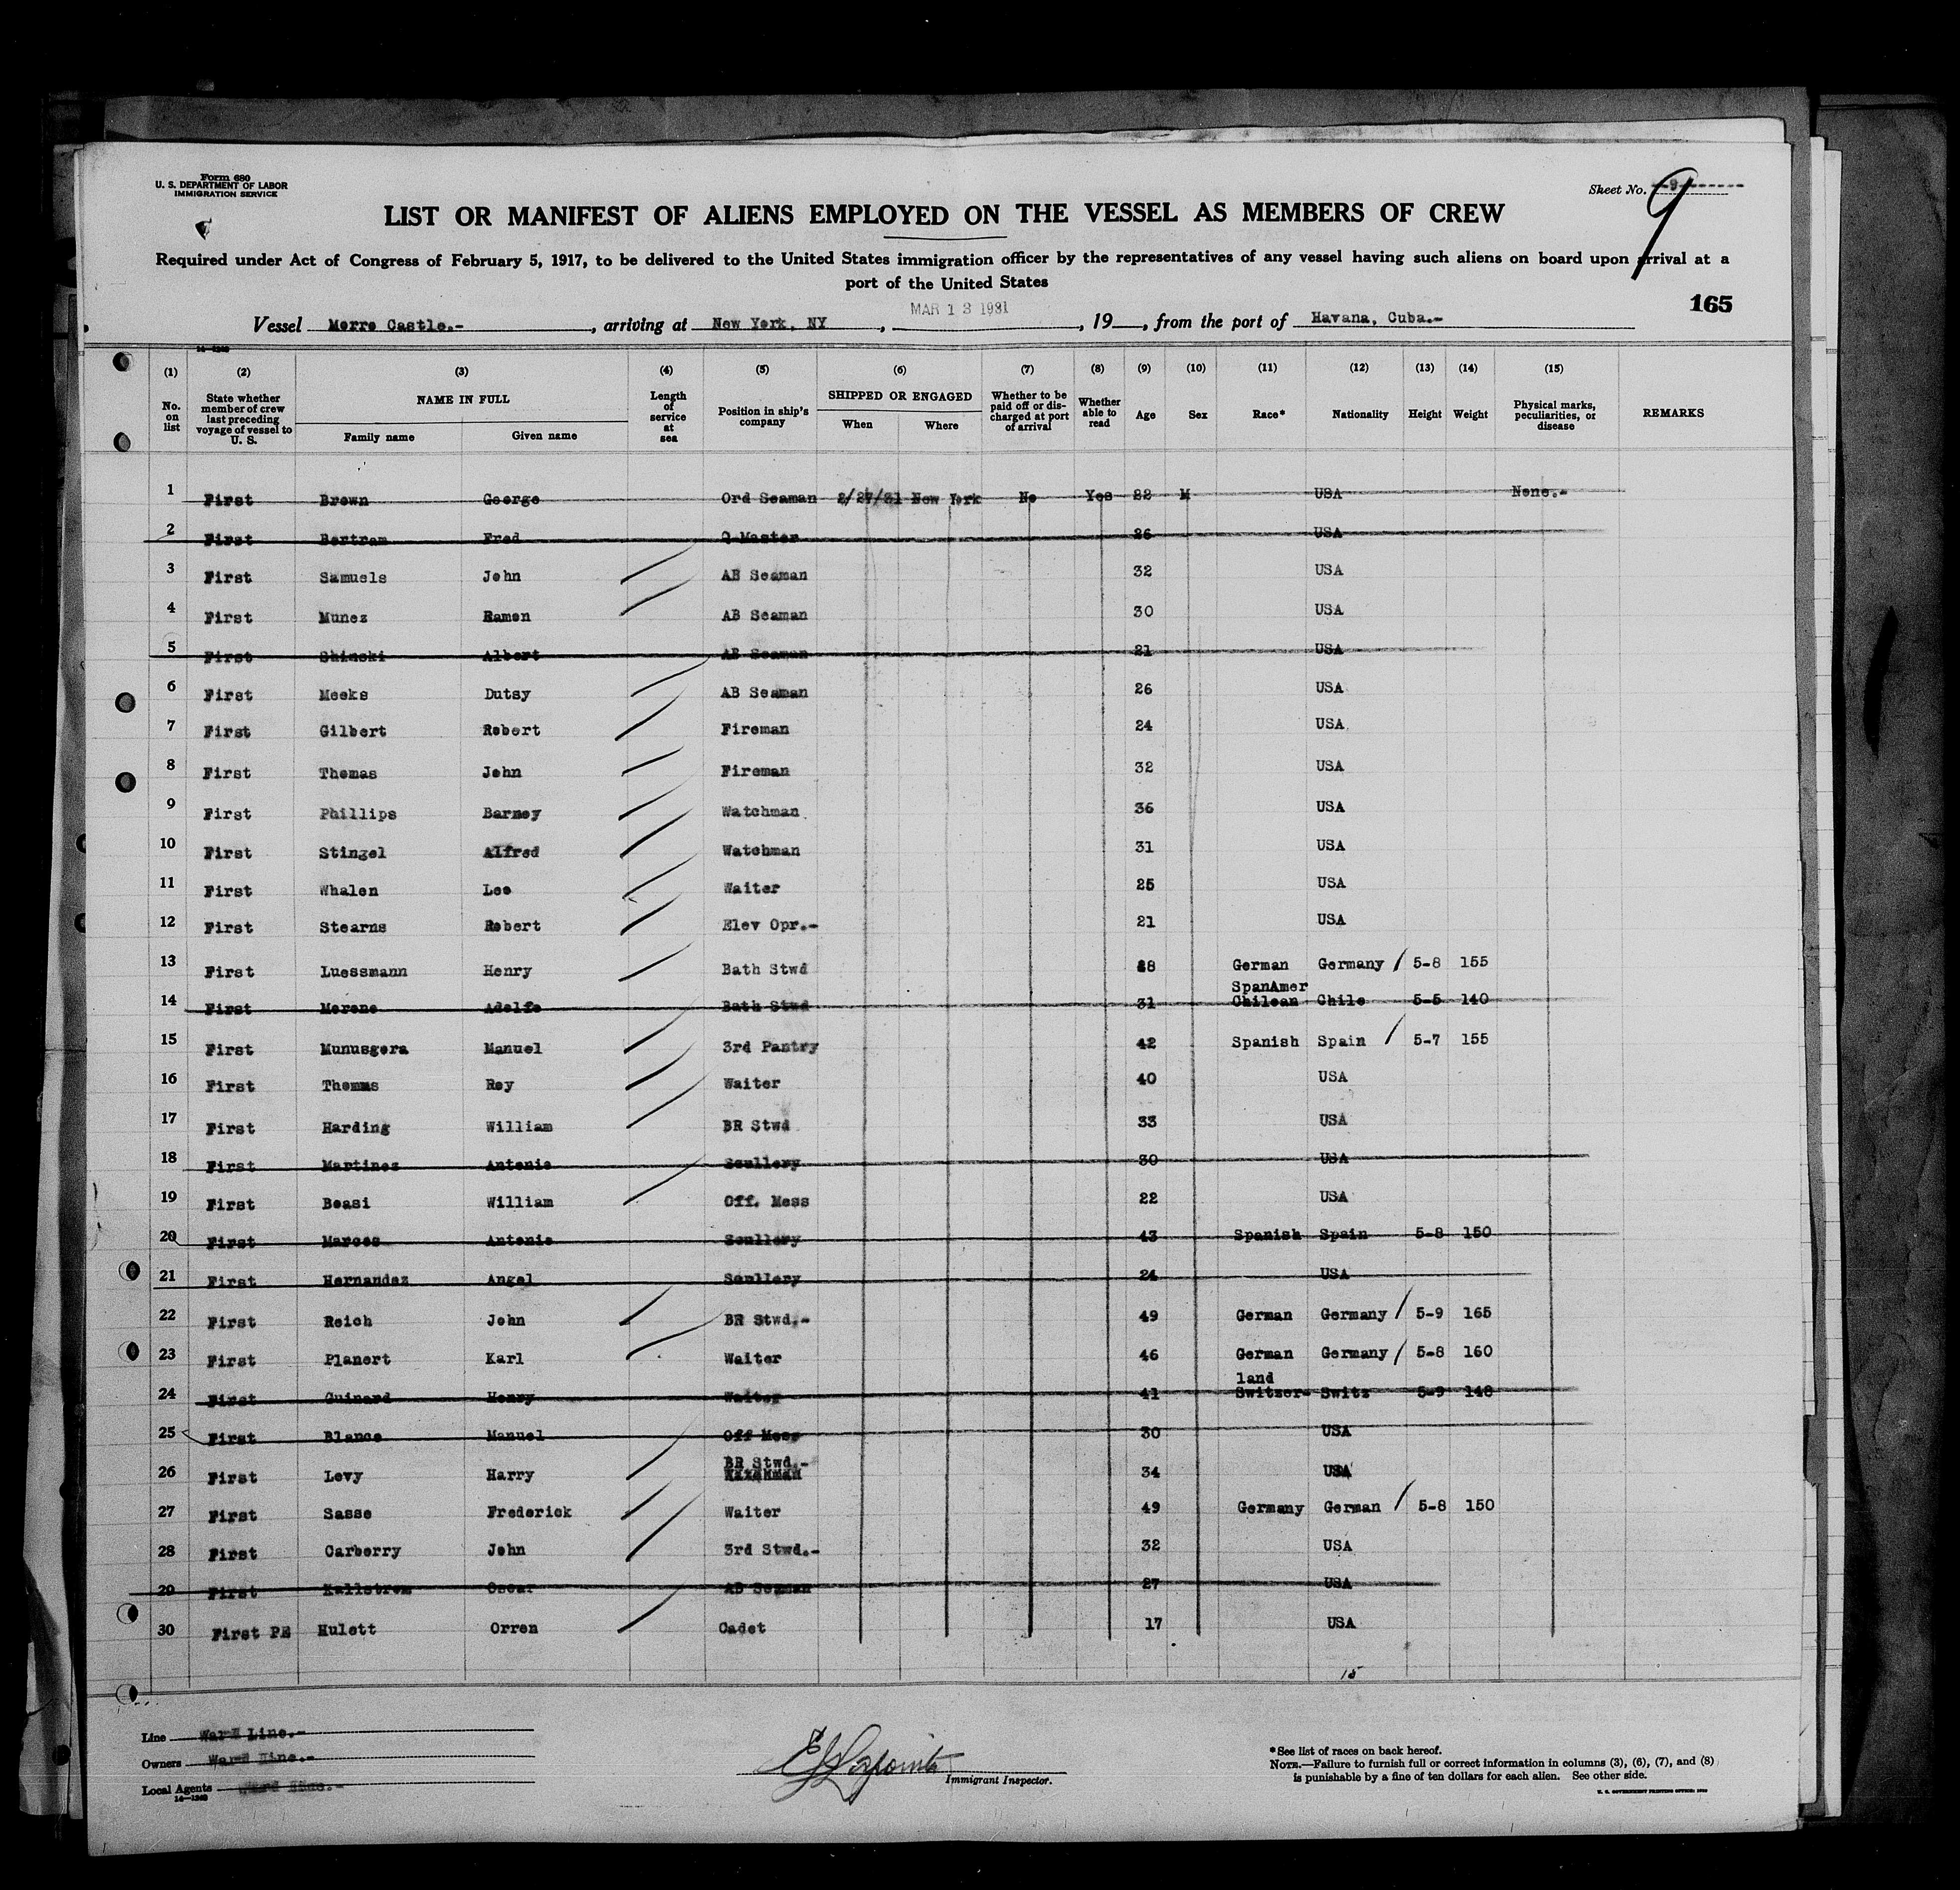 Form 680
U. S. DEPARTMENT OF LABOR
IMMIGRATION SERVICE
Sheet No. -9-
9
LIST OR MANIFEST OF ALIENS EMPLOYED ON THE VESSEL AS MEMBERS OF CREW
Required under Act of Congress of February 5, 1917, to be delivered to the United States immigration officer by the representatives of any vessel having such aliens on board upon arrival at a
port of the United States
165
Vessel Morro Castle.-, arriving at New York, NY, MAR 13 1931, 19__, from the port of Havana, Cuba.-
14-1240
(1) (2) (3) (4) (5) (6) (7) (8) (9) (10) (11) (12) (13) (14) (15)
No. on list State whether member of crew last preceding voyage of vessel to U. S. NAME IN FULL Family name Given name Length of service at sea Position in ship's company SHIPPED OR ENGAGED When Where Whether to be paid off or discharged at port of arrival Whether able to read Age Sex Race* Nationality Height Weight Physical marks, peculiarities, or disease REMARKS
1 First Brown George Ord Seaman 2/27/31 New York No Yes 22 M USA None.-
2 First Bertram Fred Q Master 26 USA
3 First Samuels John AB Seaman 32 USA
4 First Munez Ramon AB Seaman 30 USA
5 First Shinski Albert AB Seaman 21 USA
6 First Meeks Dutsy AB Seaman 26 USA
7 First Gilbert Robert Fireman 24 USA
8 First Thomas John Fireman 32 USA
9 First Phillips Barney Watchman 36 USA
10 First Stingel Alfred Watchman 31 USA
11 First Whalen Leo Waiter 25 USA
12 First Stearns Robert Elev Opr.- 21 USA
13 First Luessmann Henry Bath Stwd 28 German Germany 5-8 155
SpanAmer
14 First Moreno Adolfo Bath Stwd 31 Chilean Chile 5-5 140
15 First Munusgera Manuel 3rd Pantry 42 Spanish Spain 5-7 155
16 First Thomas Roy Waiter 40 USA
17 First Harding William BR Stwd 33 USA
18 First Martinez Antonio Scullery 30 USA
19 First Beasi William Off. Mess 22 USA
20 First Marcos Antonio Scullery 43 Spanish Spain 5-8 150
21 First Hernandez Angel Scullery 24 USA
22 First Reich John BR Stwd.- 49 German Germany 5-9 165
23 First Planert Karl Waiter 46 German Germany 5-8 160
land
24 First Guinard Henry Waiter 41 Switzer- Switz 5-9 140
25 First Blanco Manuel Off Mess 30 USA
BR Stwd.-
26 First Levy Harry 34 USA
27 First Sasse Frederick Waiter 49 Germany German 5-8 150
28 First Carberry John 3rd Stwd.- 32 USA
29 First Kallstrom Oscar AB Seaman 27 USA
30 First PE Hulett Orren Cadet 17 USA
15
Line Ward Line.-
Owners Ward Line.-
Local Agents Ward Line.-
14-1240
Immigrant Inspector.
*See list of races on back hereof.
NOTE.—Failure to furnish full or correct information in columns (3), (6), (7), and (8)
is punishable by a fine of ten dollars for each alien. See other side.